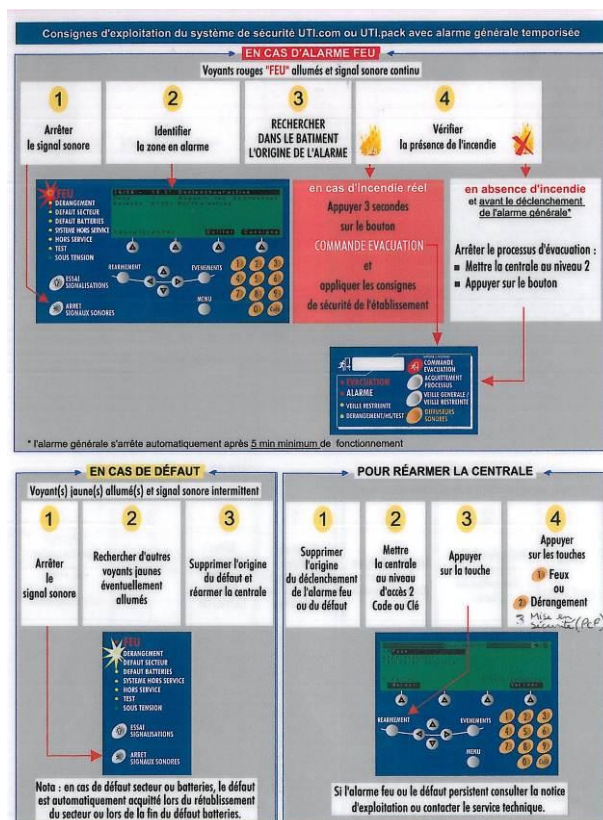 Consignes d'exploitation du système de sécurité UTI.com ou UTI.pack avec alarme générale temporisée
EN CAS D'ALARME FEU
Voyants rouges "FEU" allumés et signal sonore continu
1
Arrêter
le signal sonore
2
Identifier
la zone en alarme
3
RECHERCHER
DANS LE BATIMENT
L'ORIGINE DE L'ALARME
4
Vérifier
la présence de l'incendie
FEU
DERANGEMENT
DEFAUT SECTEUR
DEFAUT BATTERIES
SYSTEME HORS SERVICE
HORS SERVICE
TEST
SOUS TENSION
ESSAI
SIGNALISATIONS
ARRET
SIGNAUX SONORES
REARMEMENT
EVENEMENTS
MENU
en cas d'incendie réel
Appuyer 3 secondes
sur le bouton
COMMANDE EVACUATION
et
appliquer les consignes
de sécurité de l'établissement
en absence d'incendie
et avant le déclenchement
de l'alarme générale*
Arrêter le processus d'évacuation :
Mettre la centrale au niveau 2
Appuyer sur le bouton
EVACUATION
ALARME
VEILLE RESTREINTE
DERANGEMENT/HS/TEST
COMMANDE
EVACUATION
ACQUITTEMENT
PROCESSUS
VEILLE GENERALE /
VEILLE RESTREINTE
DIFFUSEURS
SONORES
* l'alarme générale s'arrête automatiquement après 5 min minimum de fonctionnement
EN CAS DE DÉFAUT
Voyant(s) jaune(s) allumé(s) et signal sonore intermittent
1
Arrêter
le
signal sonore
2
Rechercher d'autres
voyants jaunes
éventuellement
allumés
3
Supprimer l'origine
du défaut et
réarmer la centrale
FEU
DERANGEMENT
DEFAUT SECTEUR
DEFAUT BATTERIES
SYSTEME HORS SERVICE
HORS SERVICE
TEST
SOUS TENSION
ESSAI
SIGNALISATIONS
ARRET
SIGNAUX SONORES
Nota : en cas de défaut secteur ou batteries, le défaut
est automatiquement acquitté lors du rétablissement
du secteur ou lors de la fin du défaut batteries.
POUR RÉARMER LA CENTRALE
1
Supprimer
l'origine
du déclenchement
de l'alarme feu
ou du défaut
2
Mettre
la centrale
au niveau
d'accès 2
Code ou Clé
3
Appuyer
sur la touche
4
Appuyer
sur les touches
1 Feux
ou
2 Dérangement
3 Mise en
sécurité (PCF)
REARMEMENT
EVENEMENTS
MENU
Si l'alarme feu ou le défaut persistent consulter la notice
d'exploitation ou contacter le service technique.